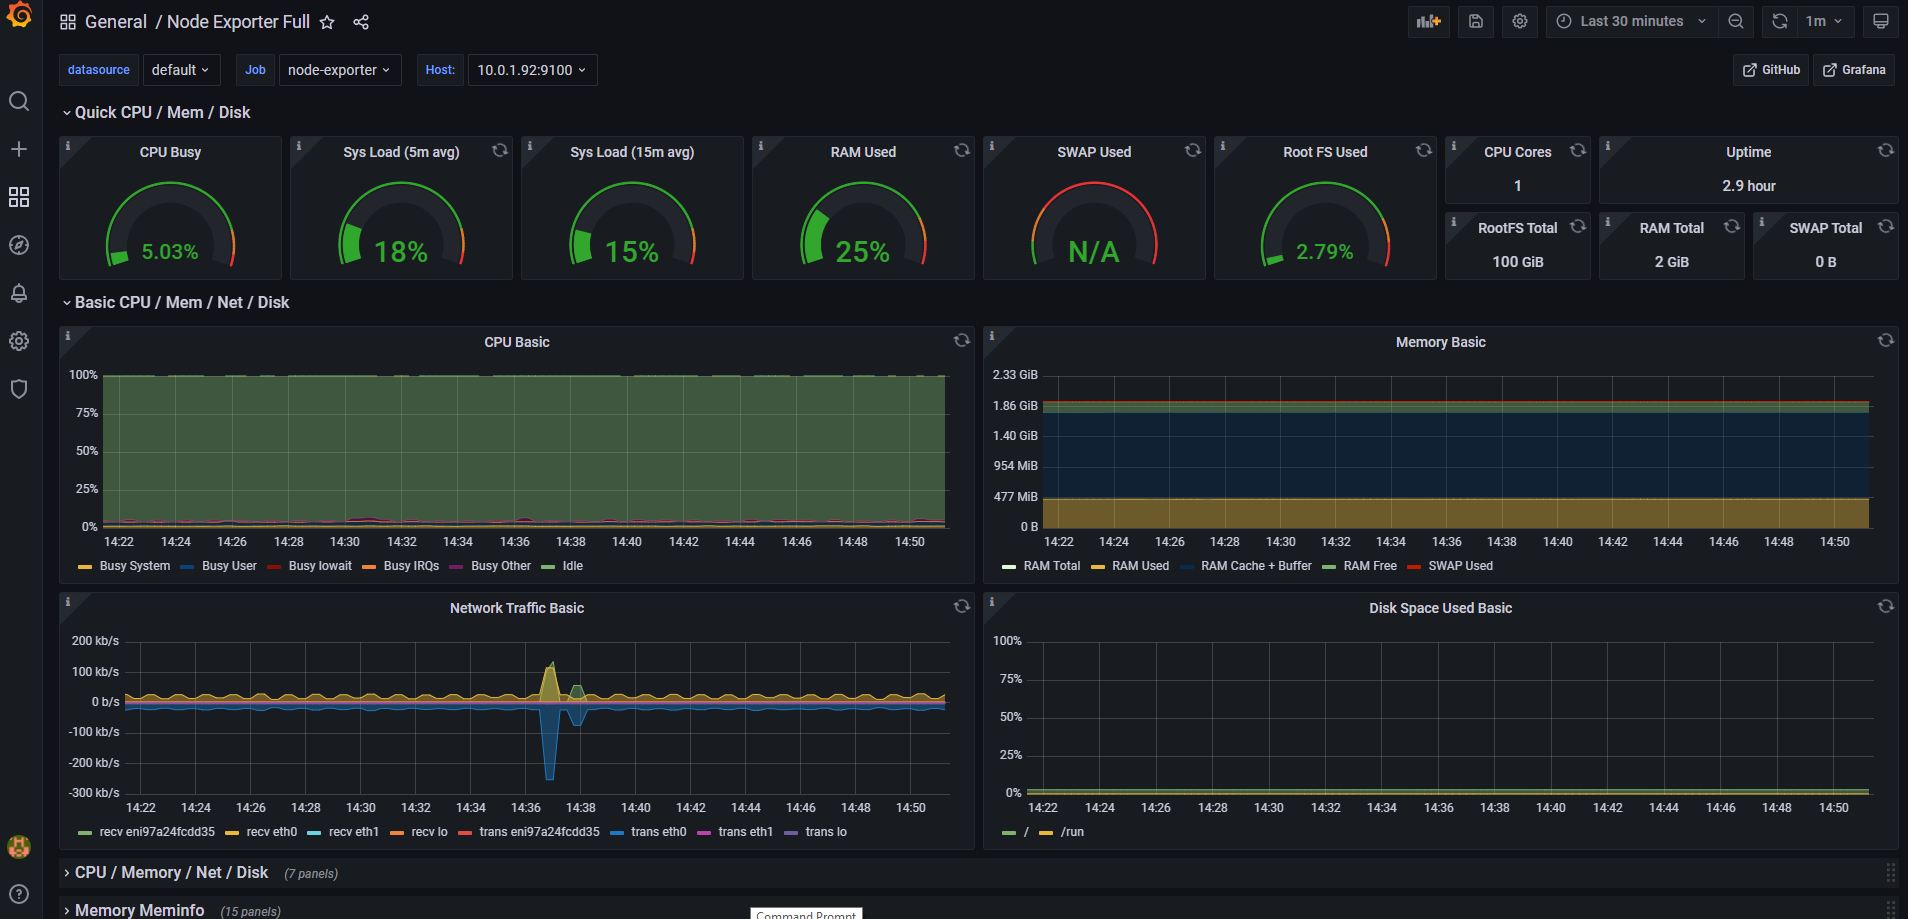 General / Node Exporter Full
Last 30 minutes
1m
datasource default Job node-exporter Host: 10.0.1.92:9100
GitHub Grafana
Quick CPU / Mem / Disk
CPU Busy
5.03%
Sys Load (5m avg)
18%
Sys Load (15m avg)
15%
RAM Used
25%
SWAP Used
N/A
Root FS Used
2.79%
CPU Cores
1
Uptime
2.9 hour
RootFS Total
100 GiB
RAM Total
2 GiB
SWAP Total
0 B
Basic CPU / Mem / Net / Disk
CPU Basic
100%
75%
50%
25%
0%
14:22 14:24 14:26 14:28 14:30 14:32 14:34 14:36 14:38 14:40 14:42 14:44 14:46 14:48 14:50
Busy System Busy User Busy Iowait Busy IRQs Busy Other Idle
Memory Basic
2.33 GiB
1.86 GiB
1.40 GiB
954 MiB
477 MiB
0 B
14:22 14:24 14:26 14:28 14:30 14:32 14:34 14:36 14:38 14:40 14:42 14:44 14:46 14:48 14:50
RAM Total RAM Used RAM Cache + Buffer RAM Free SWAP Used
Network Traffic Basic
200 kb/s
100 kb/s
0 b/s
-100 kb/s
-200 kb/s
-300 kb/s
14:22 14:24 14:26 14:28 14:30 14:32 14:34 14:36 14:38 14:40 14:42 14:44 14:46 14:48 14:50
recv eni97a24fcdd35 recv eth0 recv eth1 recv lo trans eni97a24fcdd35 trans eth0 trans eth1 trans lo
Disk Space Used Basic
100%
75%
50%
25%
0%
14:22 14:24 14:26 14:28 14:30 14:32 14:34 14:36 14:38 14:40 14:42 14:44 14:46 14:48 14:50
/ /run
CPU / Memory / Net / Disk (7 panels)
Memory Meminfo (15 panels)
Command Prompt